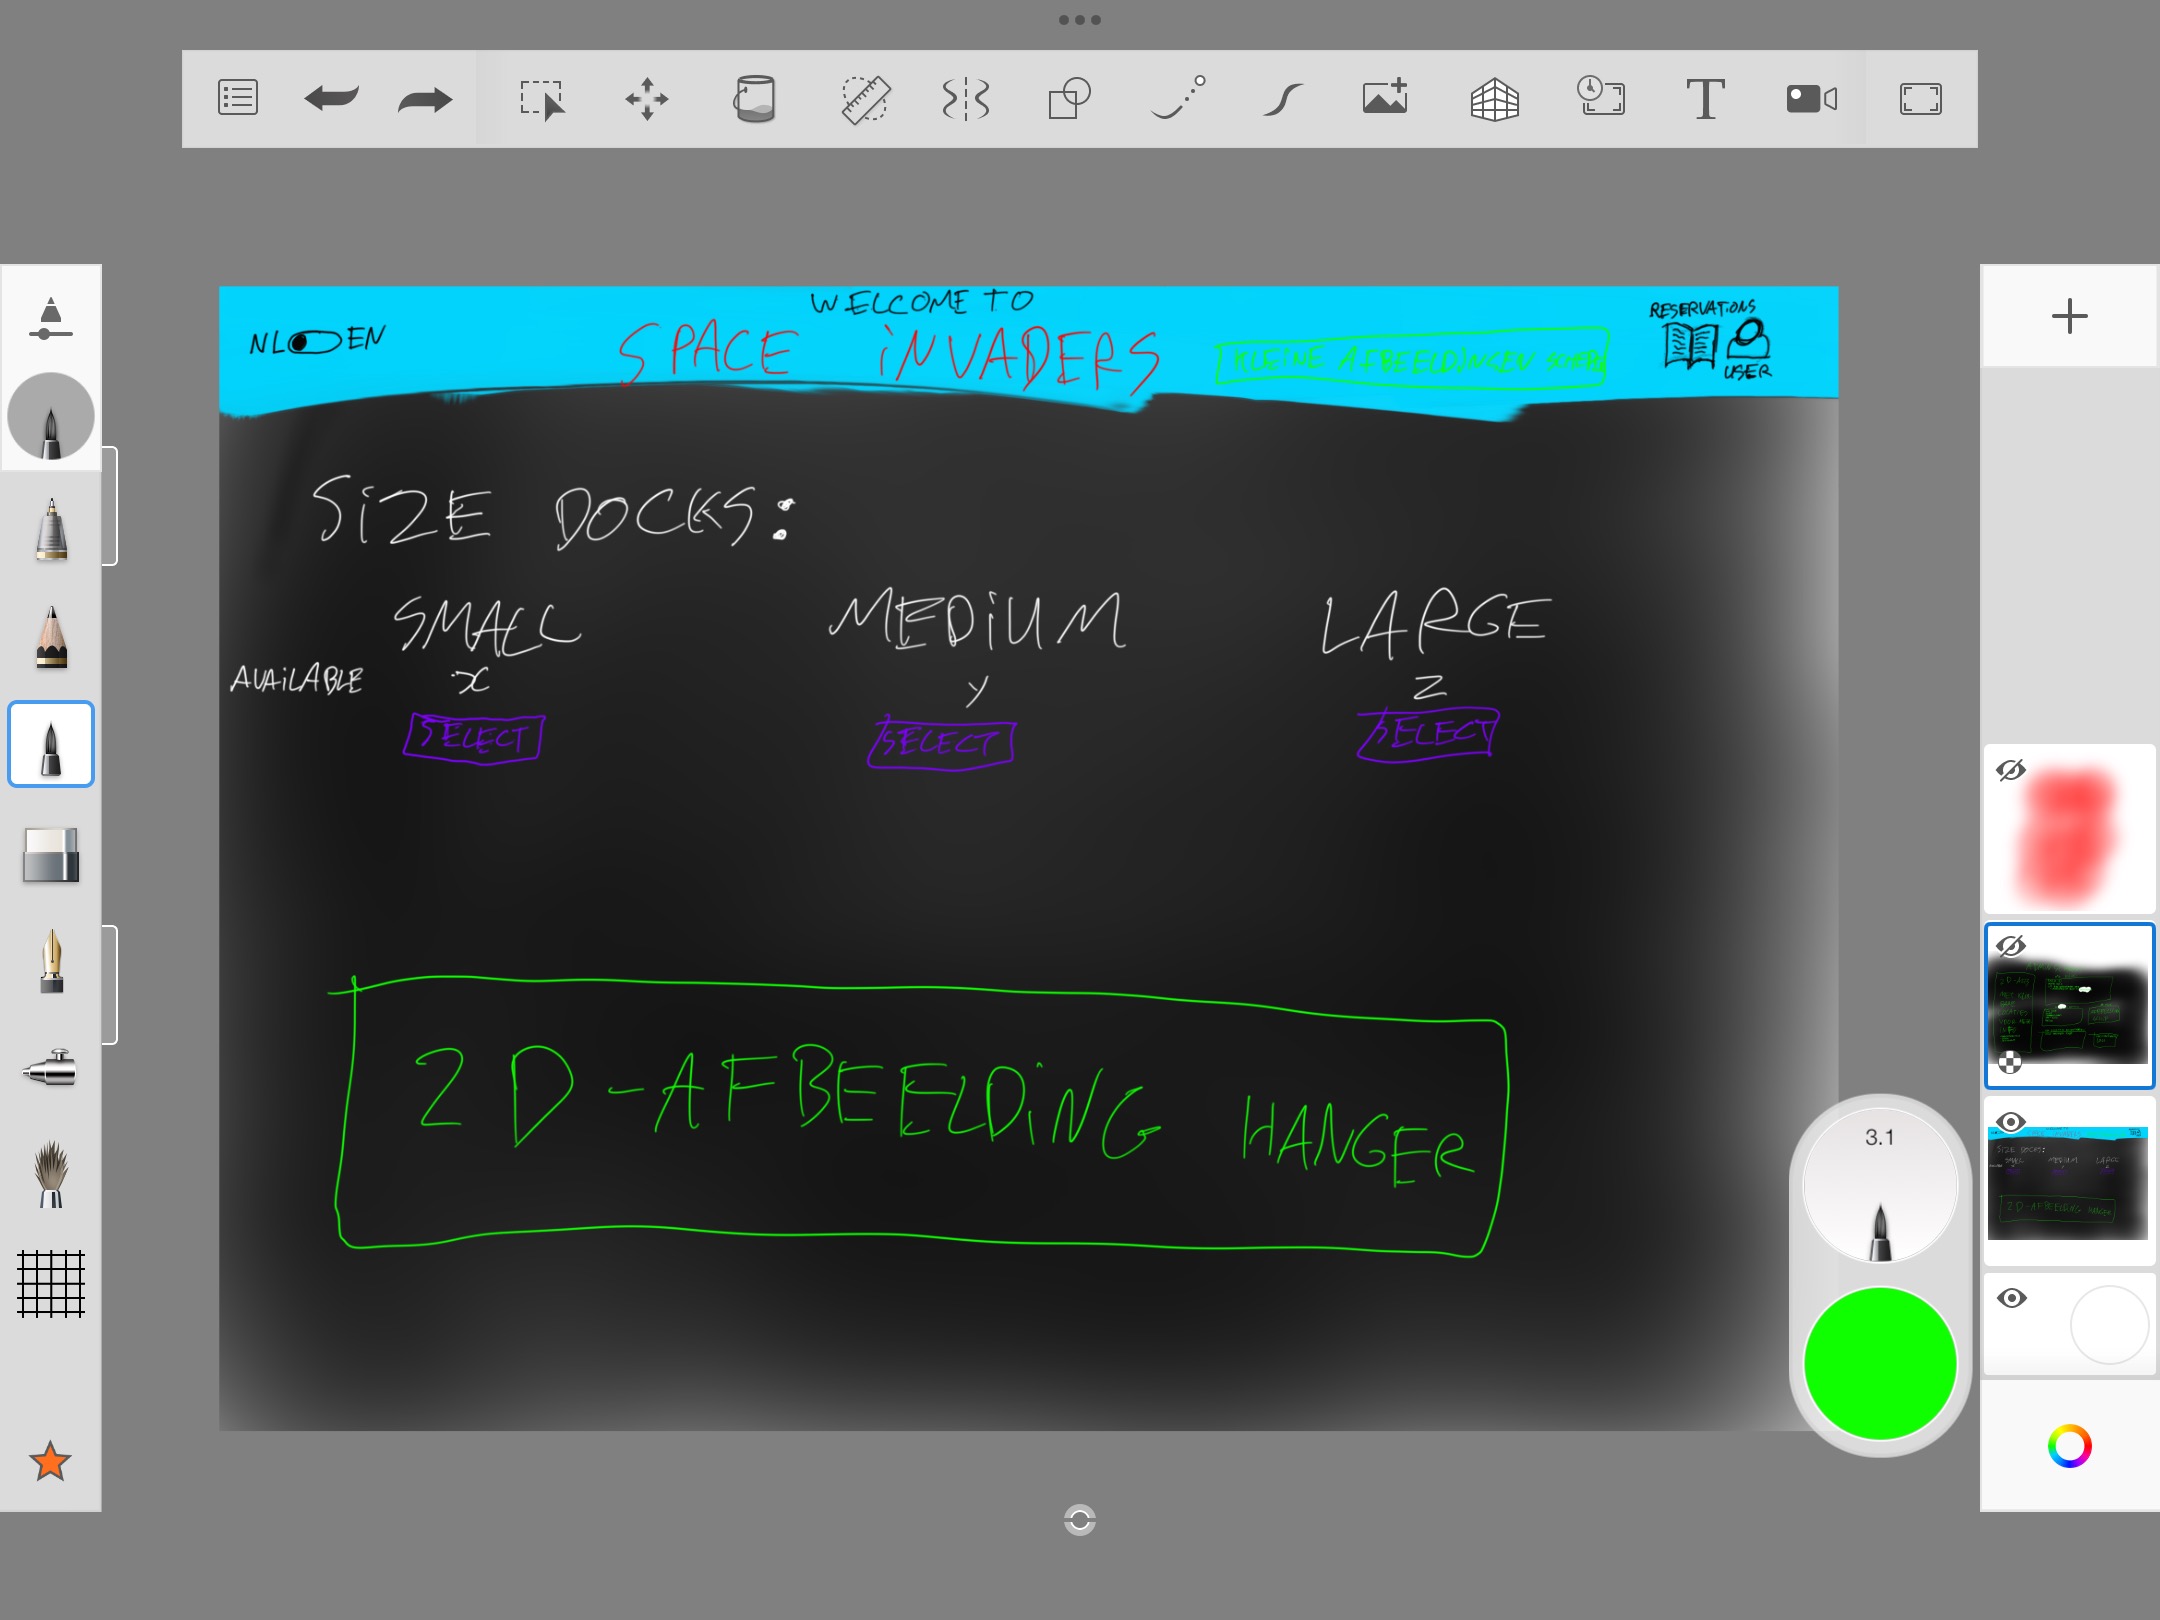 WELCOME TO
SPACE INVADERS
NL EN
KLEINE AFBEELDINGEN
RESERVATIONS
USER
SIZE DOCKS:
SMALL MEDIUM LARGE
AVAILABLE x y z
SELECT SELECT SELECT
2D-AFBEELDING HANGER
3.1
T